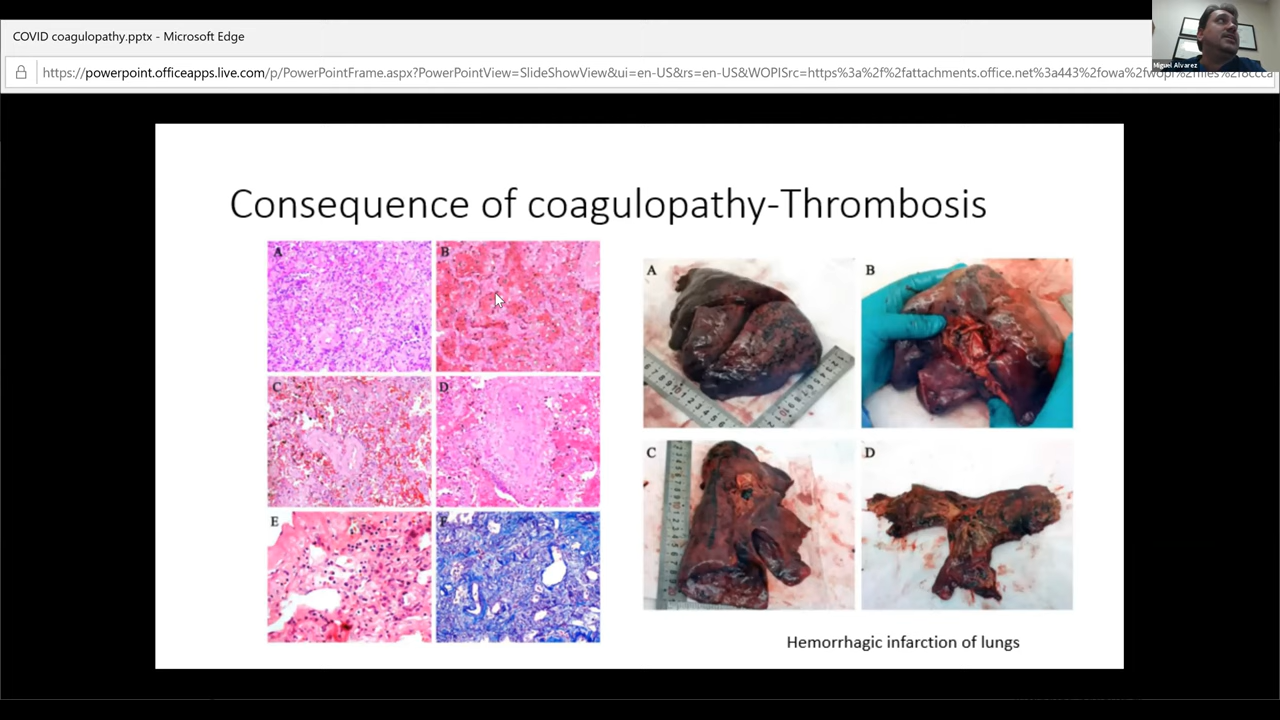 COVID coagulopathy.pptx - Microsoft Edge
https://powerpoint.officeapps.live.com/p/PowerPointFrame.aspx?PowerPointView=SlideShowView&ui=en-US&rs=en-US&WOPISrc=https%3a%2f%2fattachments.office.net%3a443%2fowa%2fwopi%2ffiles%2f8ccca
Miguel Alvarez
Consequence of coagulopathy-Thrombosis
A B
C D
E F
A B
C D
Hemorrhagic infarction of lungs